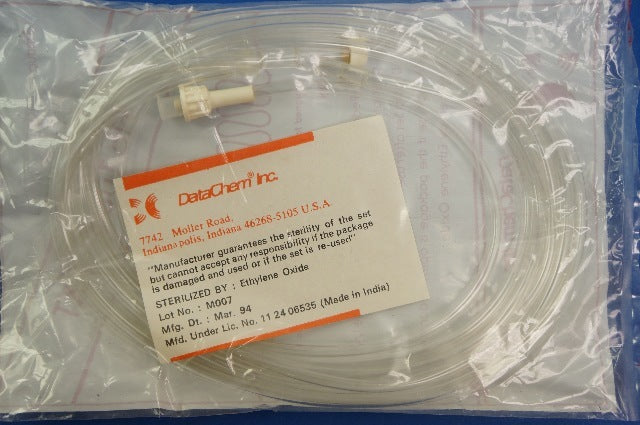 DataChem® Inc.
7742 Moller Road,
Indianapolis, Indiana 46268-5105 U.S.A.
"Manufacturer guarantees the sterility of the set
but cannot accept any responsibility if the package
is damaged and used or if the set is re-used"
STERILIZED BY : Ethylene Oxide
Lot No. : M007
Mfg. Dt. : Mar. 94
Mfd. Under Lic. No. 11 24 06535 (Made in India)